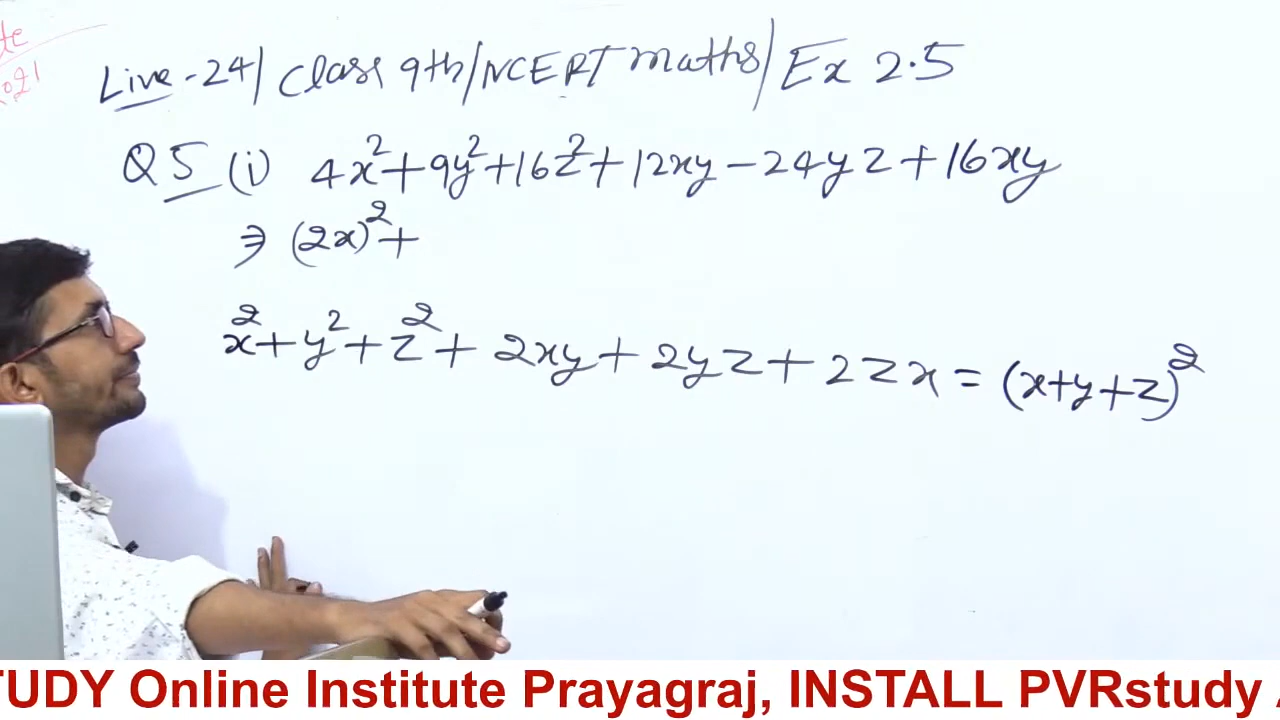 Live-24/ Class 9th/NCERT maths/ Ex 2.5
Q5 (i) 4x²+9y²+16z²+12xy-24yz+16xy
⇒ (2x)²+
x²+y²+z²+2xy+2yz+2zx=(x+y+z)²
TUDY Online Institute Prayagraj, INSTALL PVRstudy